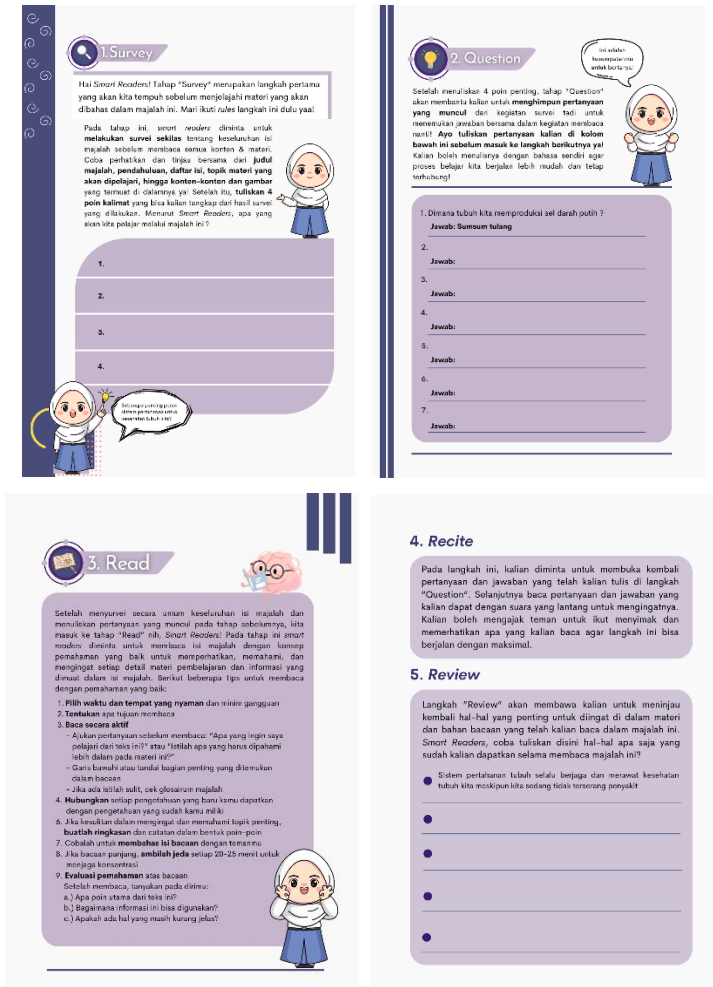 1.Survey
Hai Smart Readers! Tahap "Survey" merupakan langkah pertama
yang akan kita tempuh sebelum menjelajahi materi yang akan
dibahas dalam majalah ini. Mari ikuti rules langkah ini dulu yaa!
Pada tahap ini, smart readers diminta untuk
melakukan survei sekilas tentang keseluruhan isi
majalah sebelum membaca semua konten & materi.
Coba perhatikan dan tinjau bersama dari judul
majalah, pendahuluan, daftar isi, topik materi yang
akan dipelajari, hingga konten-konten dan gambar
yang termuat di dalamnya ya! Setelah itu, tuliskan 4
poin kalimat yang bisa kalian tangkap dari hasil survei
yang dilakukan. Menurut Smart Readers, apa yang
akan kita pelajar melalui majalah ini ?
1.
2.
3.
4.
Seberapa penting peran
sistem pertahanan untuk
kesehatan tubuh kita?
2. Question
Ini adalah
kesempatanmu
untuk bertanya!
Setelah menuliskan 4 poin penting, tahap "Question"
akan membantu kalian untuk menghimpun pertanyaan
yang muncul dari kegiatan survei tadi untuk
menemukan jawaban bersama dalam kegiatan membaca
nanti! Ayo tuliskan pertanyaan kalian di kolom
bawah ini sebelum masuk ke langkah berikutnya ya!
Kalian boleh menulisnya dengan bahasa sendiri agar
proses belajar kita berjalan lebih mudah dan tetap
terhubung!
1. Dimana tubuh kita memproduksi sel darah putih ?
Jawab: Sumsum tulang
2.
Jawab:
3.
Jawab:
4.
Jawab:
5.
Jawab:
6.
Jawab:
7.
Jawab:
3. Read
Setelah menyurvei secara umum keseluruhan isi majalah dan
menuliskan pertanyaan yang muncul pada tahap sebelumnya, kita
masuk ke tahap "Read" nih, Smart Readers! Pada tahap ini smart
readers diminta untuk membaca isi majalah dengan konsep
pemahaman yang baik untuk memperhatikan, memahami, dan
mengingat setiap detail materi pembelajaran dan informasi yang
dimuat dalam isi majalah. Berikut beberapa tips untuk membaca
dengan pemahaman yang baik:
1. Pilih waktu dan tempat yang nyaman dan minim gangguan
2. Tentukan apa tujuan membaca
3. Baca secara aktif
- Ajukan pertanyaan sebelum membaca: "Apa yang ingin saya
pelajari dari teks ini?" atau "Istilah apa yang harus dipahami
lebih dalam pada materi ini?"
- Garis bawahi atau tandai bagian penting yang ditemukan
dalam bacaan
- Jika ada istilah sulit, cek glosairum majalah
4. Hubungkan setiap pengetahuan yang baru kamu dapatkan
dengan pengetahuan yang sudah kamu miliki
6. Jika kesulitan dalam mengingat dan memahami topik penting,
buatlah ringkasan dan catatan dalam bentuk poin-poin
7. Cobalah untuk membahas isi bacaan dengan temanmu
8. Jika bacaan panjang, ambilah jeda setiap 20-25 menit untuk
menjaga konsentrasi
9. Evaluasi pemahaman atas bacaan
Setelah membaca, tanyakan pada dirimu:
a.) Apa poin utama dari teks ini?
b.) Bagaimana informasi ini bisa digunakan?
c.) Apakah ada hal yang masih kurang jelas?
4. Recite
Pada langkah ini, kalian diminta untuk membuka kembali
pertanyaan dan jawaban yang telah kalian tulis di langkah
"Question". Selanjutnya baca pertanyaan dan jawaban yang
kalian dapat dengan suara yang lantang untuk mengingatnya.
Kalian boleh mengajak teman untuk ikut menyimak dan
memerhatikan apa yang kalian baca agar langkah ini bisa
berjalan dengan maksimal.
5. Review
Langkah "Review" akan membawa kalian untuk meninjau
kembali hal-hal yang penting untuk diingat di dalam materi
dan bahan bacaan yang telah kalian baca dalam majalah ini.
Smart Readers, coba tuliskan disini hal-hal apa saja yang
sudah kalian dapatkan selama membaca majalah ini?
Sistem pertahanan tubuh selalu berjaga dan merawat kesehatan
tubuh kita moskipun kita sedang tidak terserang penyakit